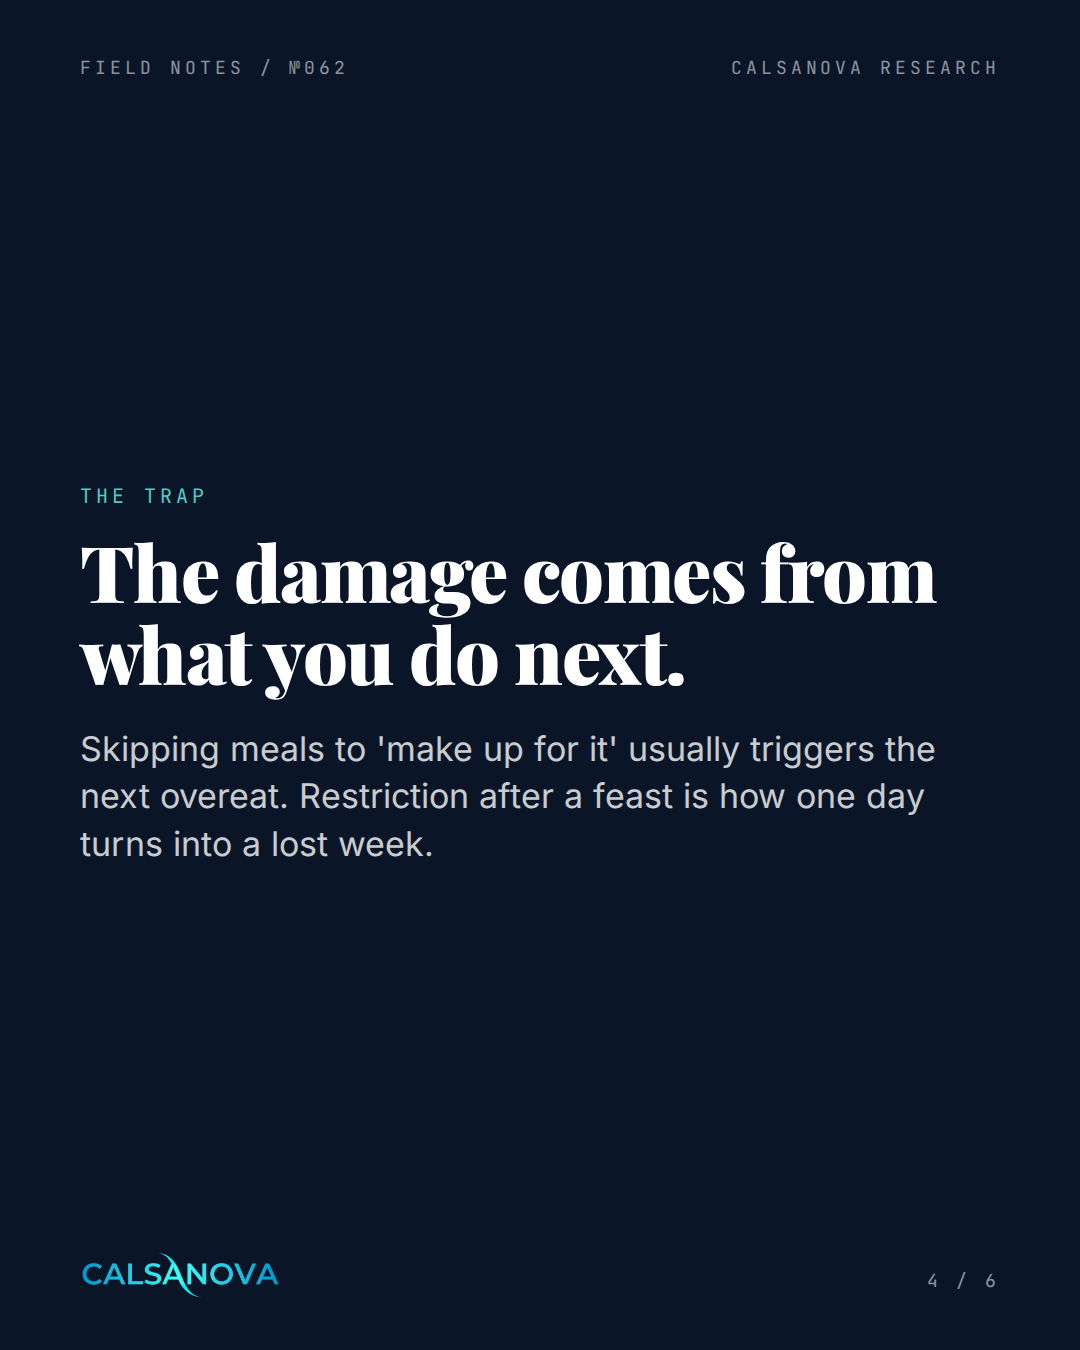 FIELD NOTES / №062
CALSANOVA RESEARCH
THE TRAP
The damage comes from
what you do next.
Skipping meals to 'make up for it' usually triggers the
next overeat. Restriction after a feast is how one day
turns into a lost week.
CALSANOVA
4 / 6